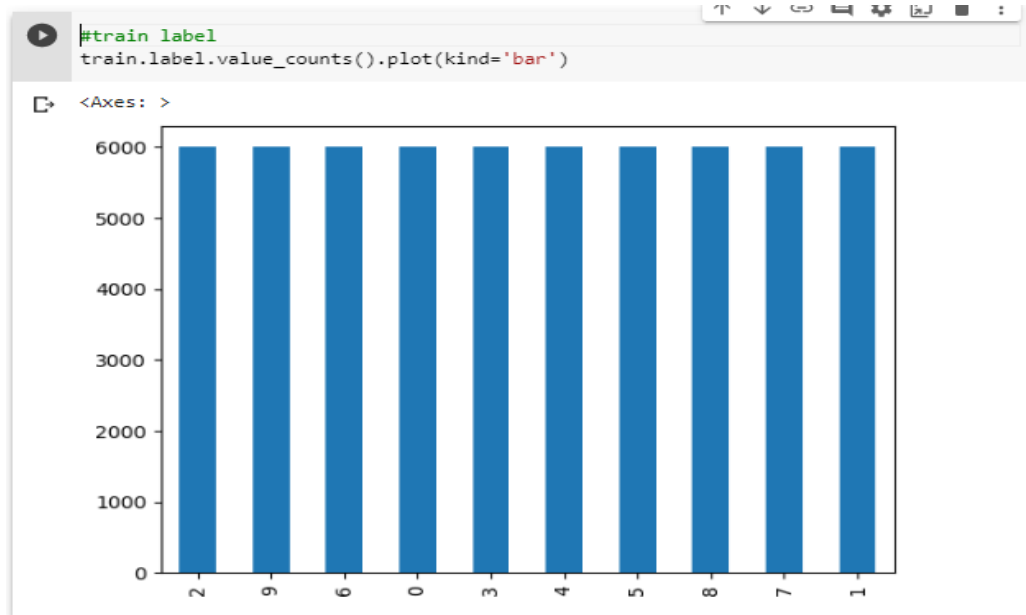 #train label
train.label.value_counts().plot(kind='bar')
<Axes: >
6000
5000
4000
3000
2000
1000
0
2 9 6 0 3 4 5 8 7 1